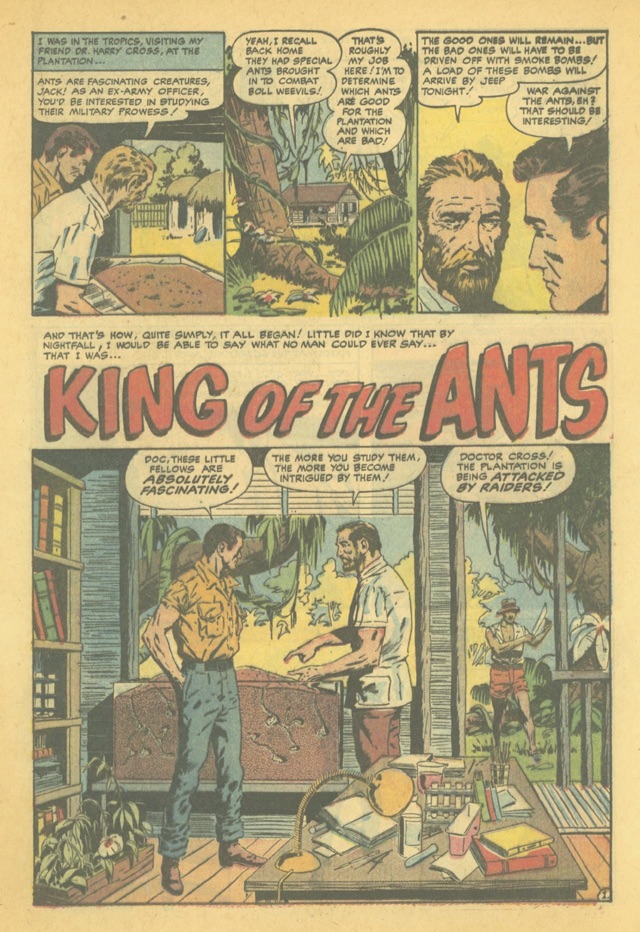 I WAS IN THE TROPICS, VISITING MY
FRIEND DR. HARRY CROSS, AT THE
PLANTATION...
ANTS ARE FASCINATING CREATURES,
JACK! AS AN EX-ARMY OFFICER,
YOU'D BE INTERESTED IN STUDYING
THEIR MILITARY PROWESS!
YEAH, I RECALL
BACK HOME
THEY HAD SPECIAL
ANTS BROUGHT
IN TO COMBAT
BOLL WEEVILS!
THAT'S
ROUGHLY
MY JOB
HERE! I'M TO
DETERMINE
WHICH ANTS
ARE GOOD
FOR THE
PLANTATION
AND WHICH
ARE BAD!
THE GOOD ONES WILL REMAIN...BUT
THE BAD ONES WILL HAVE TO BE
DRIVEN OFF WITH SMOKE BOMBS!
A LOAD OF THESE BOMBS WILL
ARRIVE BY JEEP
TONIGHT!
WAR AGAINST
THE ANTS, EH?
THAT SHOULD BE
INTERESTING!
AND THAT'S HOW, QUITE SIMPLY, IT ALL BEGAN! LITTLE DID I KNOW THAT BY
NIGHTFALL, I WOULD BE ABLE TO SAY WHAT NO MAN COULD EVER SAY...
THAT I WAS...
KING OF THE ANTS
DOC, THESE LITTLE
FELLOWS ARE
ABSOLUTELY
FASCINATING!
THE MORE YOU STUDY THEM,
THE MORE YOU BECOME
INTRIGUED BY THEM!
DOCTOR CROSS!
THE PLANTATION IS
BEING ATTACKED
BY RAIDERS!
1